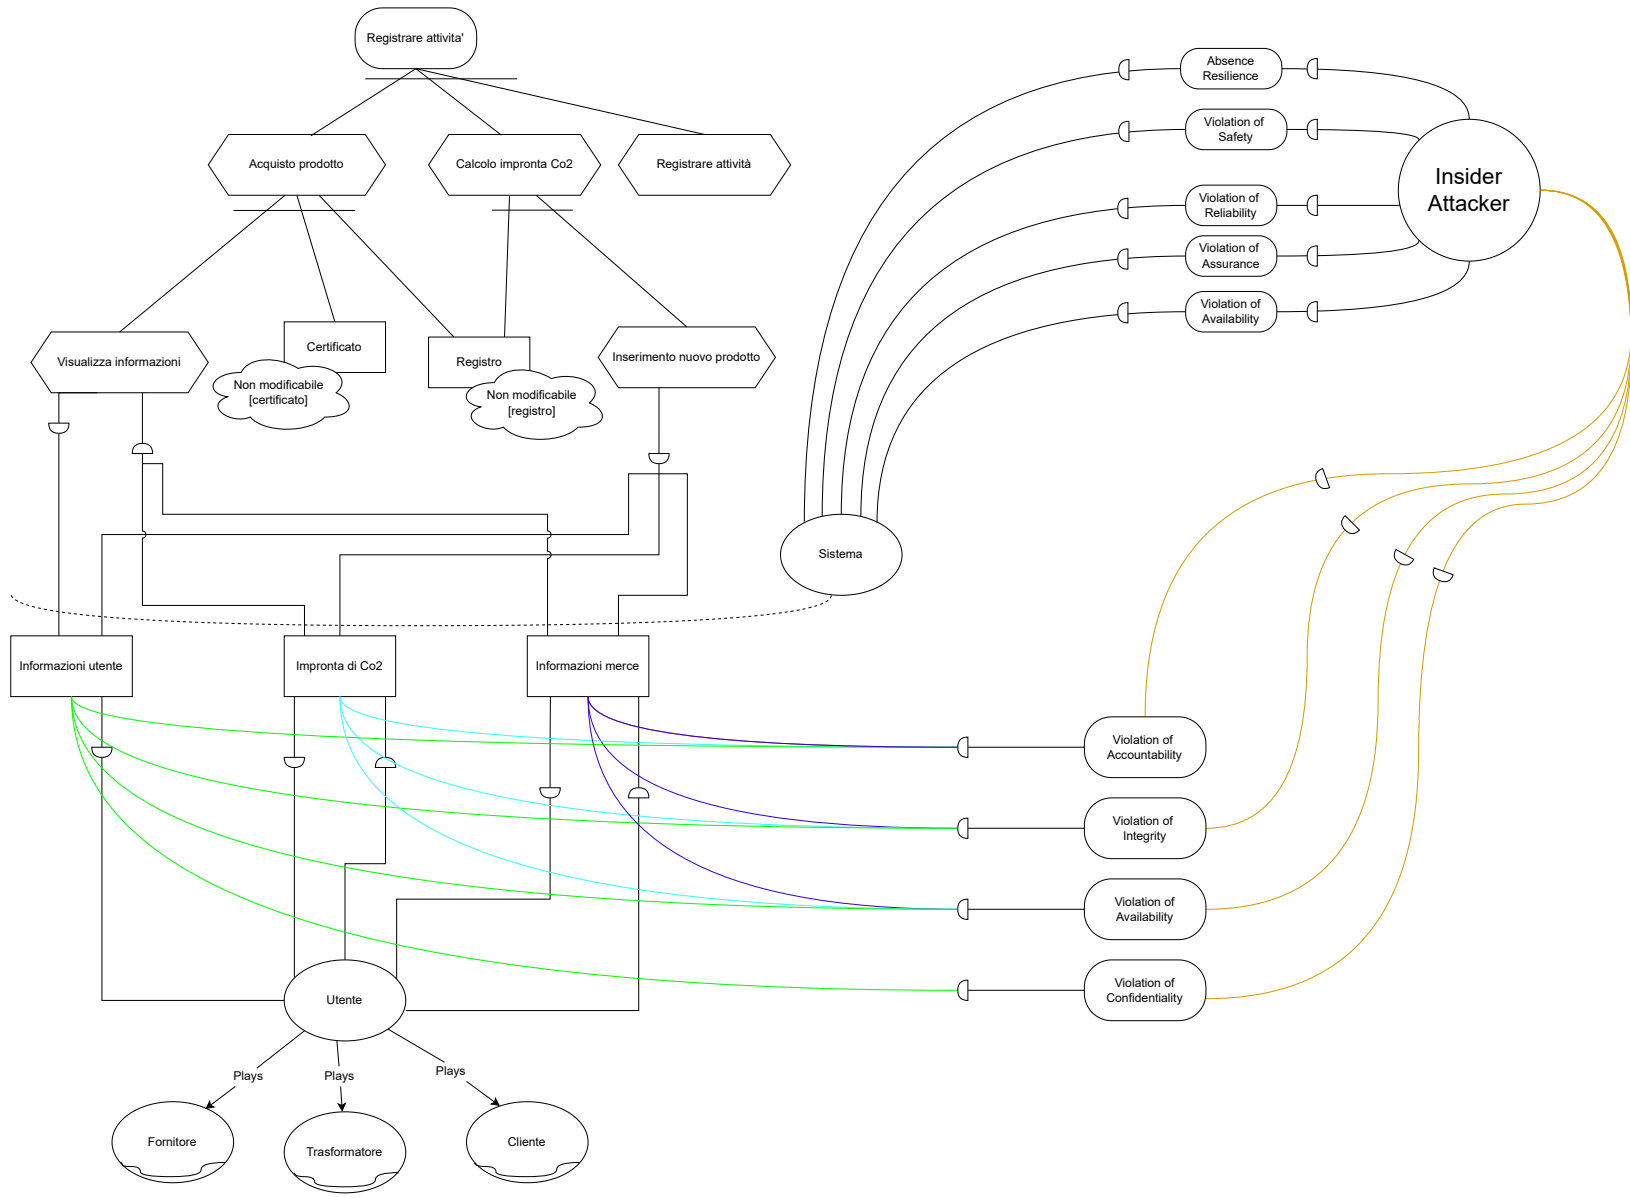 Registrare attivita'
Absence
Resilience
Violation of
Safety
Acquisto prodotto
Calcolo impronta Co2
Registrare attività
Insider
Attacker
Violation of
Reliability
Violation of
Assurance
Violation of
Availability
Visualizza informazioni
Certificato
Registro
Inserimento nuovo prodotto
Non modificabile
[certificato]
Non modificabile
[registro]
Sistema
Informazioni utente
Impronta di Co2
Informazioni merce
Violation of
Accountability
Violation of
Integrity
Violation of
Availability
Violation of
Confidentiality
Utente
Plays
Plays
Plays
Fornitore
Trasformatore
Cliente